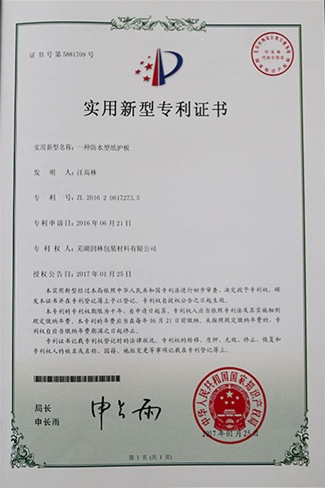 证书号第5881709号
实用新型专利证书
实用新型名称：一种防水型纸护板
发 明 人：汪高林
专 利 号：ZL 2016 2 0617273.5
专利申请日：2016年06月21日
专 利 权 人：芜湖润林包装材料有限公司
授权公告日：2017年01月25日
本实用新型经过本局依照中华人民共和国专利法进行初步审查，决定授予专利权，颁
发本证书并在专利登记簿上予以登记。专利权自授权公告之日起生效。
本专利的专利权期限为十年，自申请日起算。专利权人应当依照专利法及其实施细则
规定缴纳年费。本专利的年费应当在每年06月21日前缴纳。未按照规定缴纳年费的，专
利权自应当缴纳年费期满之日起终止。
专利证书记载专利权登记时的法律状况。专利权的转移、质押、无效、终止、恢复和
专利权人的姓名或名称、国籍、地址变更等事项记载在专利登记簿上。
局长
申长雨
申长雨
中华人民共和国国家知识产权局
2017年01月25日
第1页（共1页）